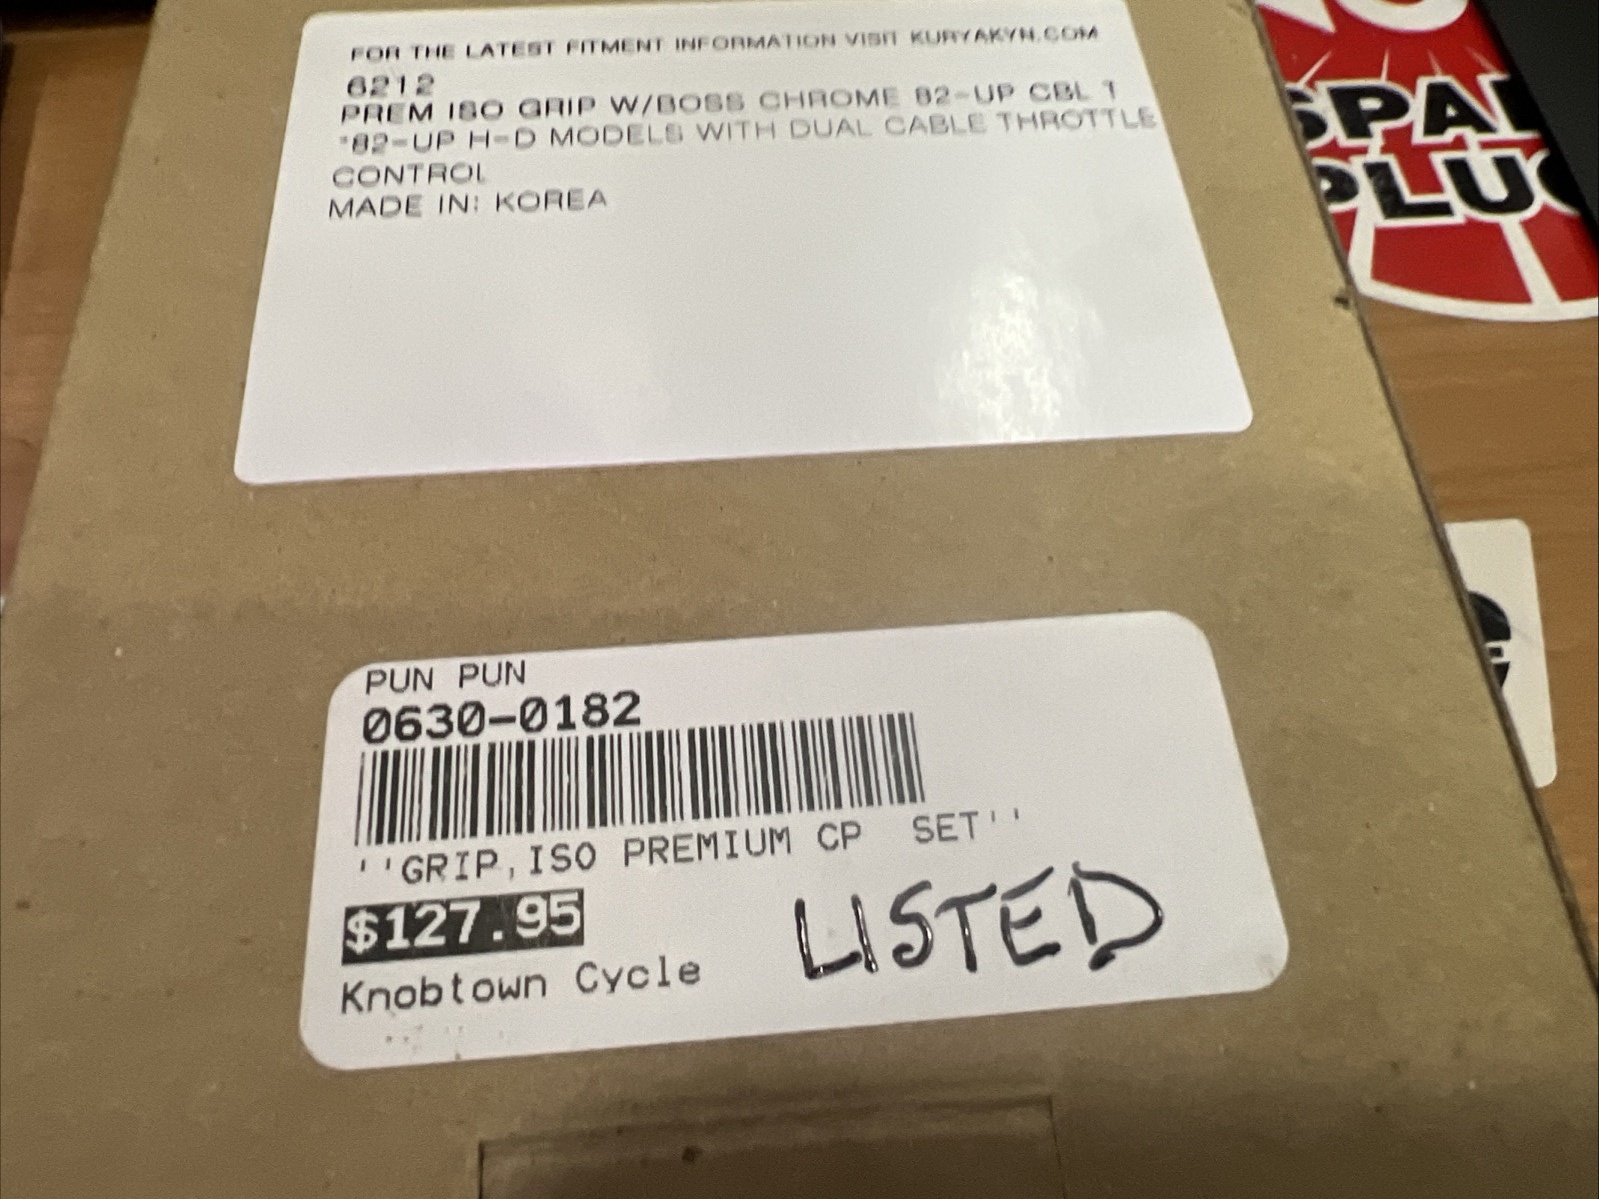 FOR THE LATEST FITMENT INFORMATION VISIT KURYAKYN.COM
6212
PREM ISO GRIP W/BOSS CHROME 82-UP CBL T
'82-UP H-D MODELS WITH DUAL CABLE THROTTLE
CONTROL
MADE IN: KOREA
SPA
PLUG
PUN PUN
0630-0182
''GRIP,ISO PREMIUM CP SET''
$127.95
LISTED
Knobtown Cycle